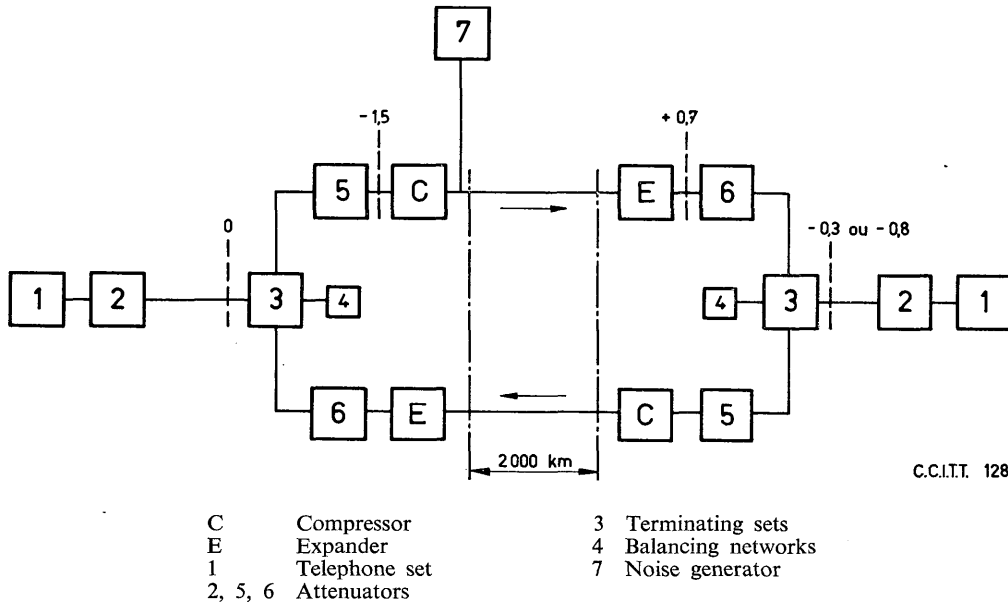 7
- 1,5
+ 0,7
5 C E 6
0
- 0,3 ou - 0,8
1 2 3 4 4 3 2 1
6 E C 5
2000 km
C.C.I.T.T. 128
C Compressor
E Expander
1 Telephone set
2, 5, 6 Attenuators
3 Terminating sets
4 Balancing networks
7 Noise generator